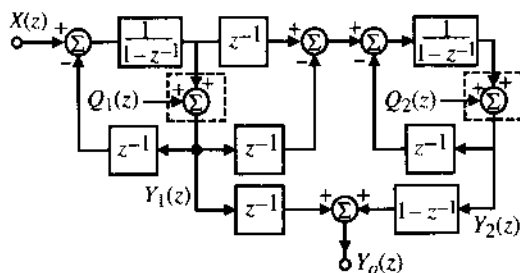 X(z) + Σ − 1 / 1−z⁻¹ z⁻¹ + Σ − + Σ − 1 / 1−z⁻¹
Q₁(z) + + Σ Q₂(z) + + Σ
z⁻¹ z⁻¹ z⁻¹
Y₁(z) z⁻¹ + Σ + 1−z⁻¹ Y₂(z)
Yₒ(z)